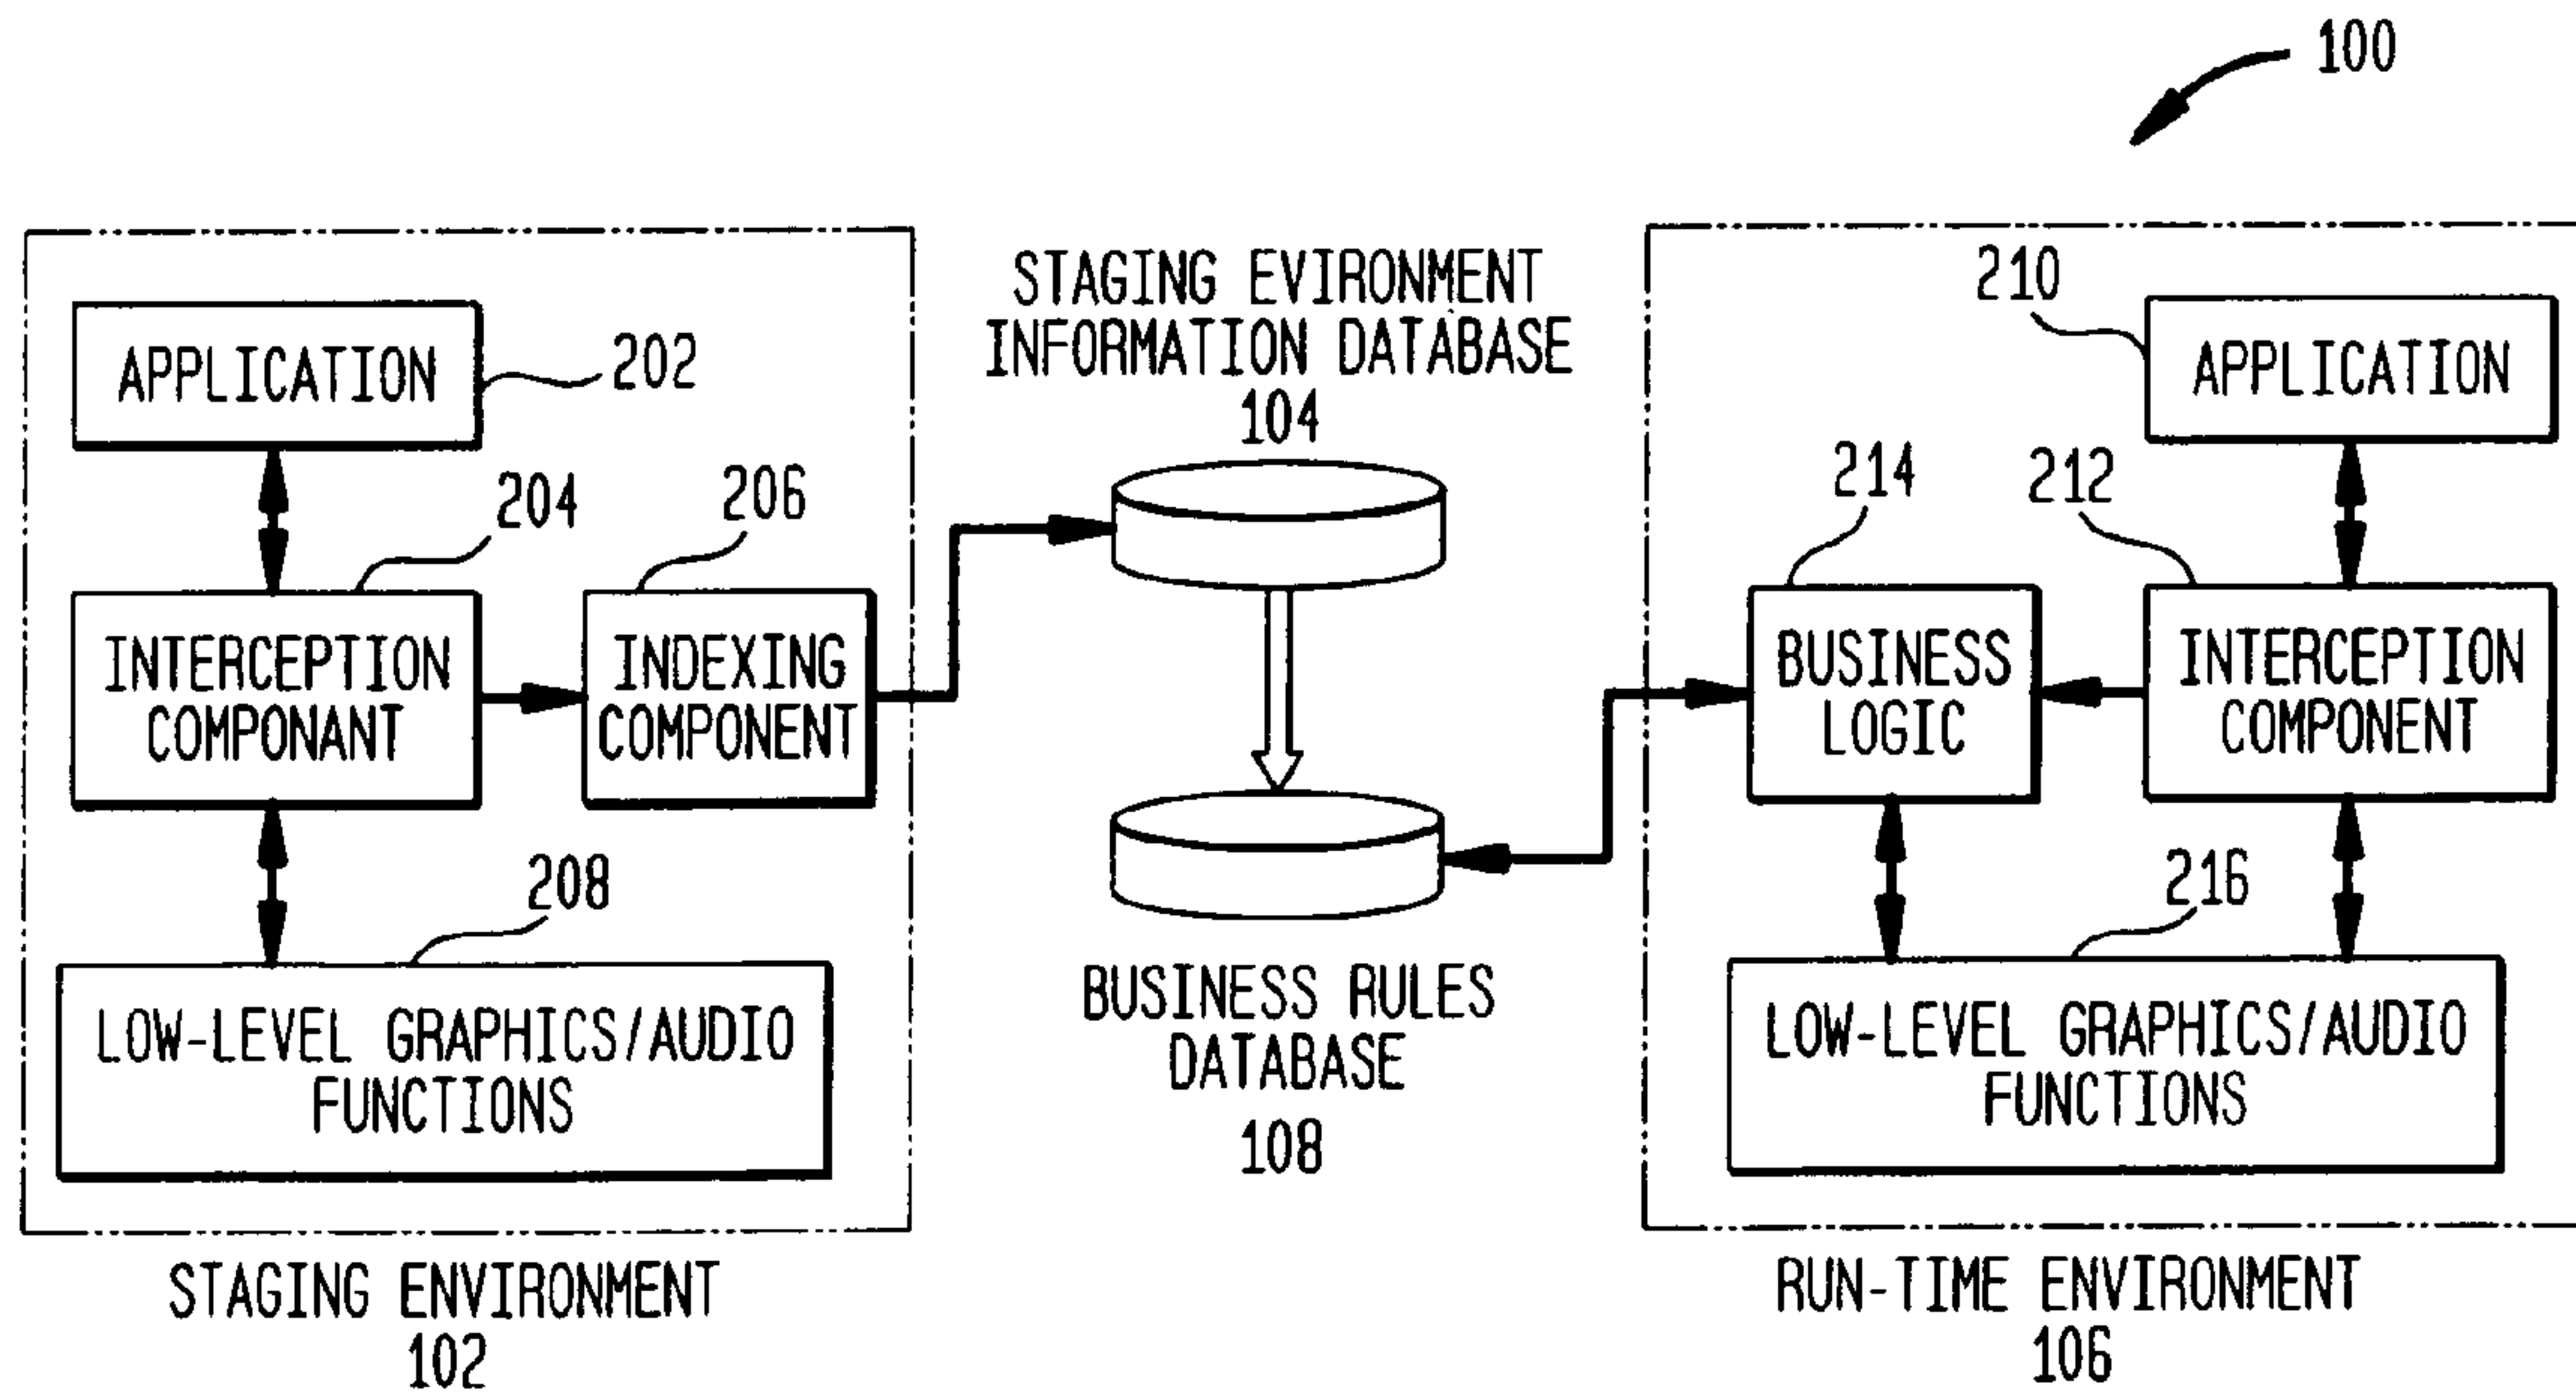 100
APPLICATION
202
204
206
INTERCEPTION
COMPONANT
INDEXING
COMPONENT
208
LOW-LEVEL GRAPHICS/AUDIO
FUNCTIONS
STAGING ENVIRONMENT
102
STAGING EVIRONMENT
INFORMATION DATABASE
104
BUSINESS RULES
DATABASE
108
210
APPLICATION
214
212
BUSINESS
LOGIC
INTERCEPTION
COMPONENT
216
LOW-LEVEL GRAPHICS/AUDIO
FUNCTIONS
RUN-TIME ENVIRONMENT
106